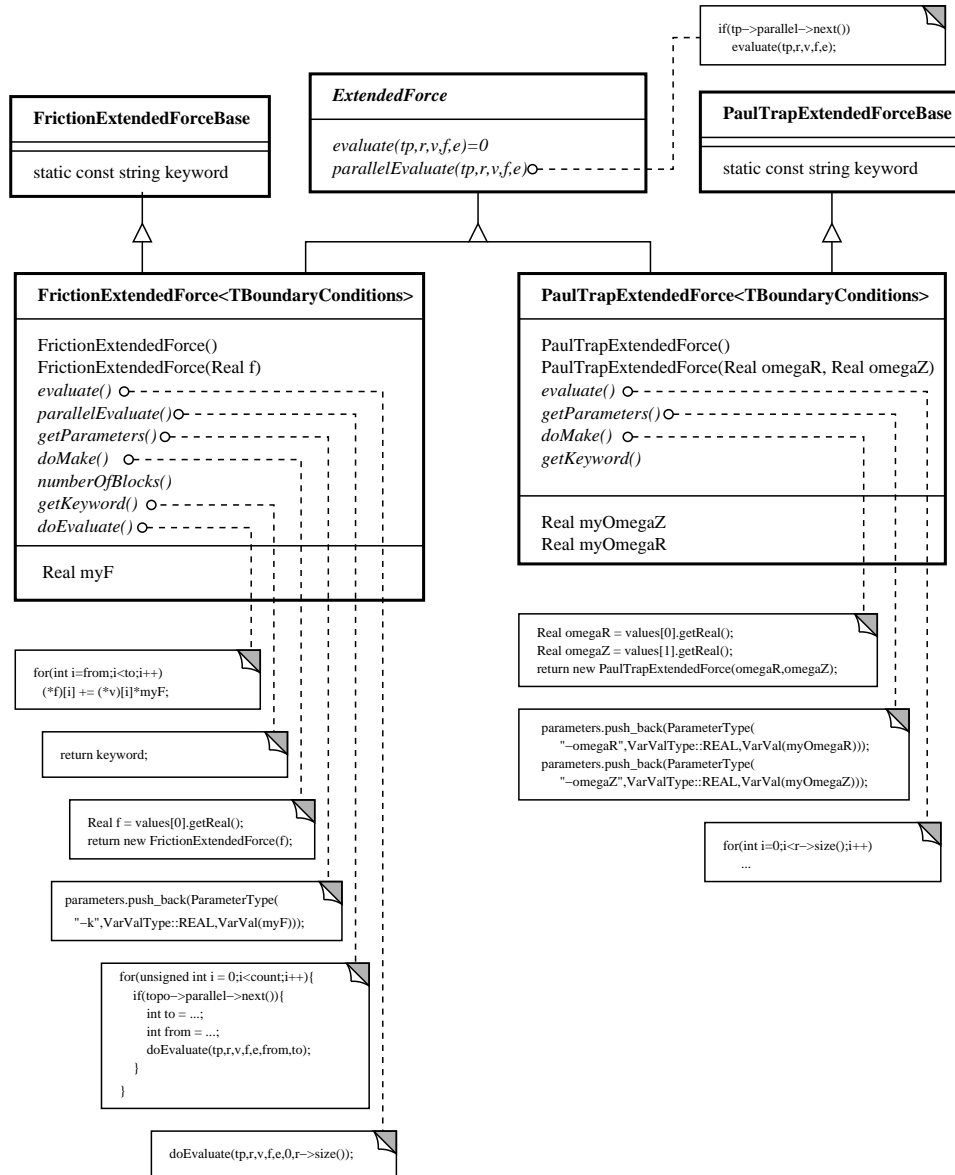 if(tp−>parallel−>next())
evaluate(tp,r,v,f,e);
FrictionExtendedForceBase
static const string keyword
ExtendedForce
evaluate(tp,r,v,f,e)=0
parallelEvaluate(tp,r,v,f,e)
PaulTrapExtendedForceBase
static const string keyword
FrictionExtendedForce<TBoundaryConditions>
FrictionExtendedForce()
FrictionExtendedForce(Real f)
evaluate()
parallelEvaluate()
getParameters()
doMake()
numberOfBlocks()
getKeyword()
doEvaluate()
Real myF
PaulTrapExtendedForce<TBoundaryConditions>
PaulTrapExtendedForce()
PaulTrapExtendedForce(Real omegaR, Real omegaZ)
evaluate()
getParameters()
doMake()
getKeyword()
Real myOmegaZ
Real myOmegaR
for(int i=from;i<to;i++)
(*f)[i] += (*v)[i]*myF;
return keyword;
Real f = values[0].getReal();
return new FrictionExtendedForce(f);
parameters.push_back(ParameterType(
"−k",VarValType::REAL,VarVal(myF)));
for(unsigned int i = 0;i<count;i++){
if(topo−>parallel−>next()){
int to = ...;
int from = ...;
doEvaluate(tp,r,v,f,e,from,to);
}
}
doEvaluate(tp,r,v,f,e,0,r−>size());
Real omegaR = values[0].getReal();
Real omegaZ = values[1].getReal();
return new PaulTrapExtendedForce(omegaR,omegaZ);
parameters.push_back(ParameterType(
"−omegaR",VarValType::REAL,VarVal(myOmegaR)));
parameters.push_back(ParameterType(
"−omegaZ",VarValType::REAL,VarVal(myOmegaZ)));
for(int i=0;i<r−>size();i++)
...